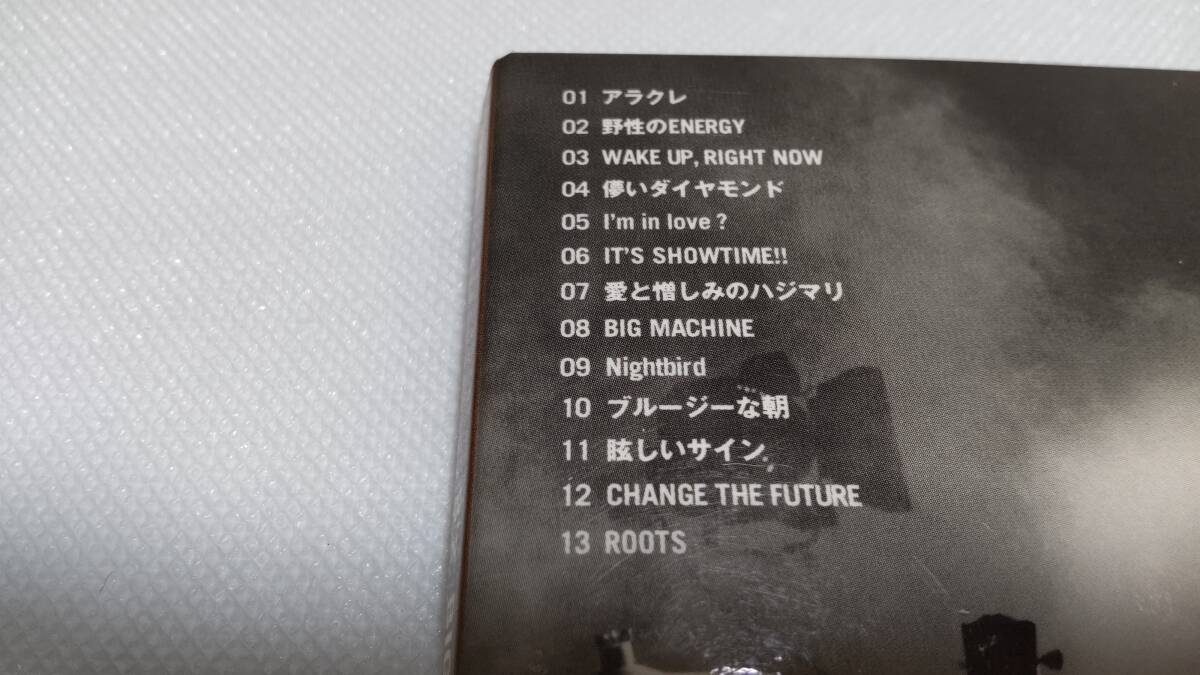 01 アラクレ
02 野性のENERGY
03 WAKE UP, RIGHT NOW
04 儚いダイヤモンド
05 I'm in love?
06 IT'S SHOWTIME!!
07 愛と憎しみのハジマリ
08 BIG MACHINE
09 Nightbird
10 ブルージーな朝
11 眩しいサイン
12 CHANGE THE FUTURE
13 ROOTS